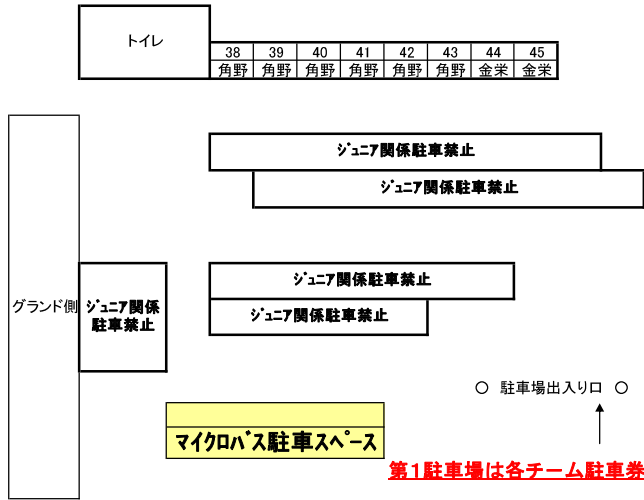 トイレ
38 39 40 41 42 43 44 45
角野 角野 角野 角野 角野 角野 金栄 金栄
ジュニア関係駐車禁止
ジュニア関係駐車禁止
グランド側
ジュニア関係
駐車禁止
ジュニア関係駐車禁止
ジュニア関係駐車禁止
○ 駐車場出入り口 ○
マイクロバス駐車スペース
第1駐車場は各チーム駐車券